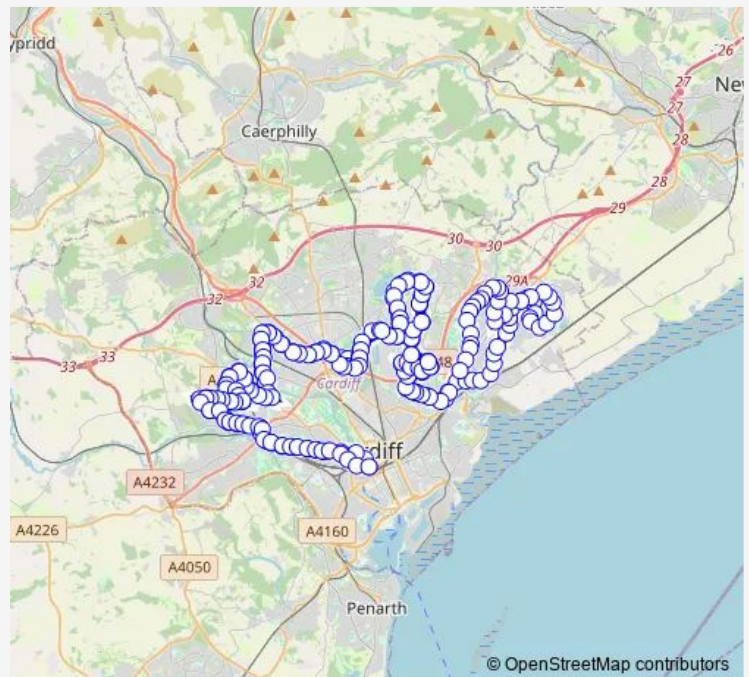 ypridd
26
27
New
27
Caerphilly
28
28
29
30
30
29A
32
32
33
33
A
48
Cardiff
diff
A4232
A4226
A4160
A4050
Penarth
© OpenStreetMap contributors